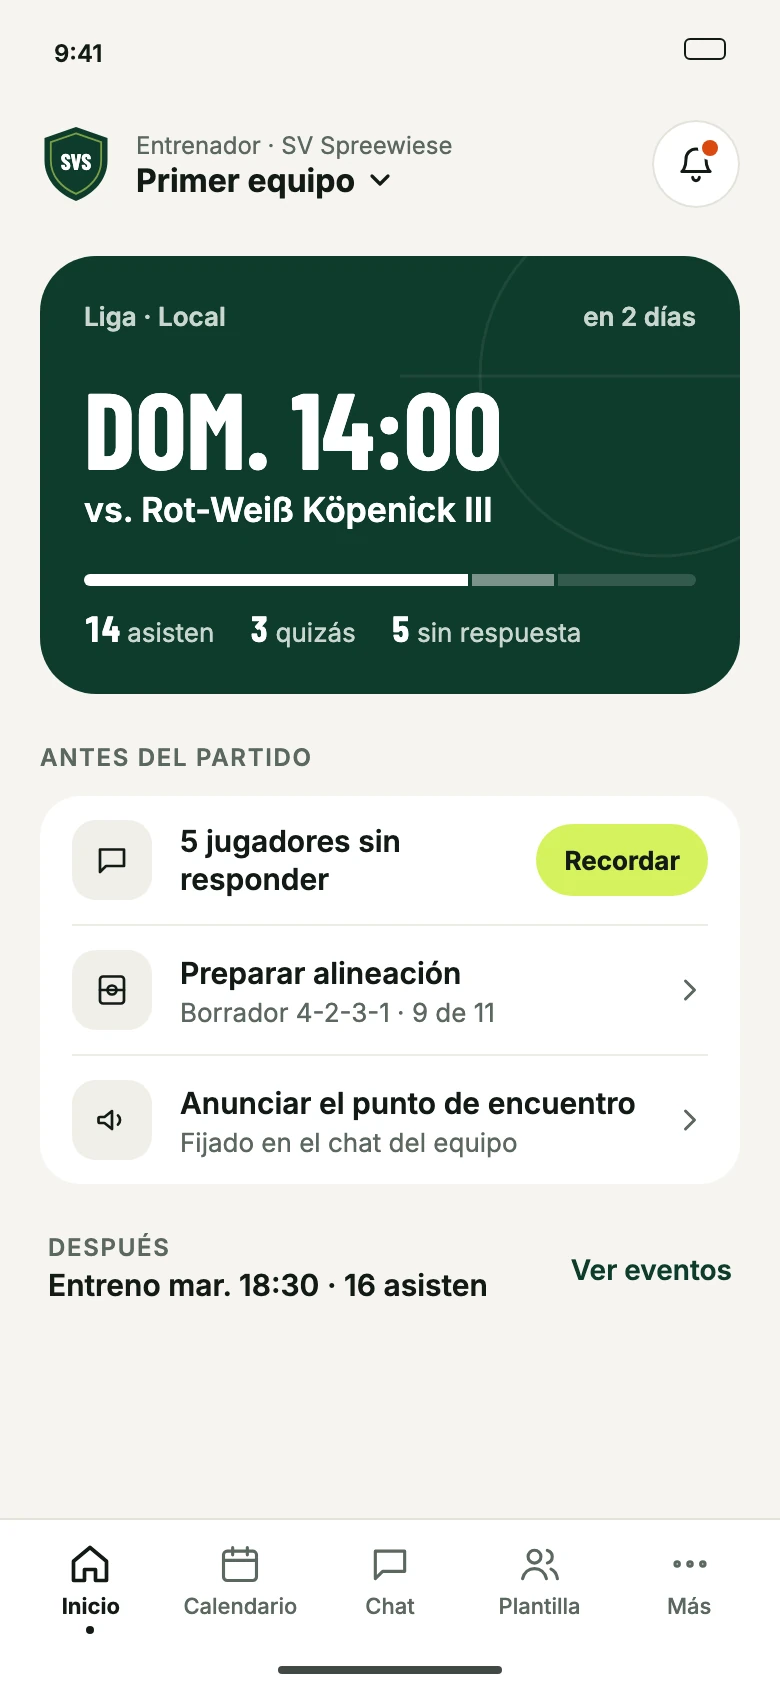 9:41
SVS
Entrenador · SV Spreewiese
Primer equipo
Liga · Local
en 2 días
DOM. 14:00
vs. Rot-Weiß Köpenick III
14 asisten 3 quizás 5 sin respuesta
ANTES DEL PARTIDO
5 jugadores sin
responder
Recordar
Preparar alineación
Borrador 4-2-3-1 · 9 de 11
Anunciar el punto de encuentro
Fijado en el chat del equipo
DESPUÉS
Entreno mar. 18:30 · 16 asisten
Ver eventos
Inicio Calendario Chat Plantilla Más